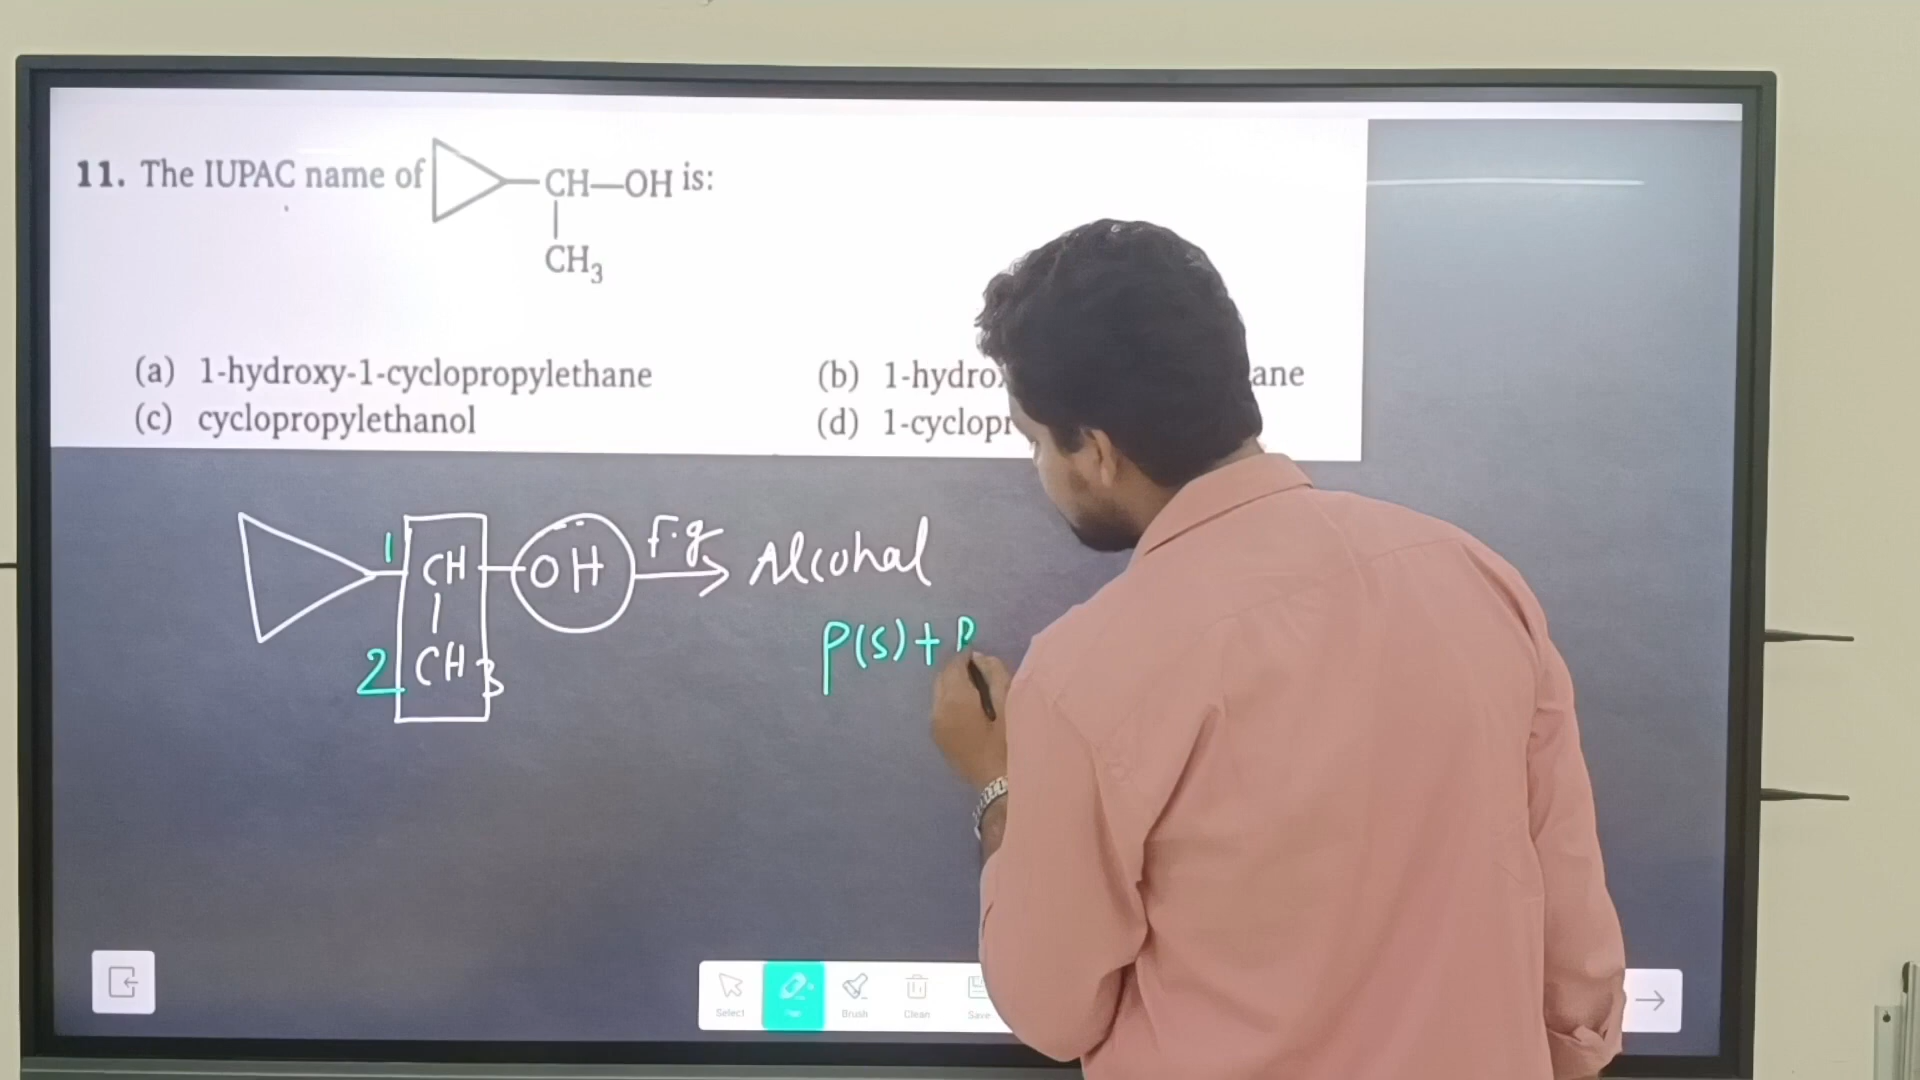 11. The IUPAC name of CH—OH is:
CH3
(a) 1-hydroxy-1-cyclopropylethane
(b) 1-hydrox ane
(c) cyclopropylethanol
(d) 1-cyclopr
1 CH OH F.g Alcohal
2 CH3
P(s)+P
Select
Brush
Clean
Save